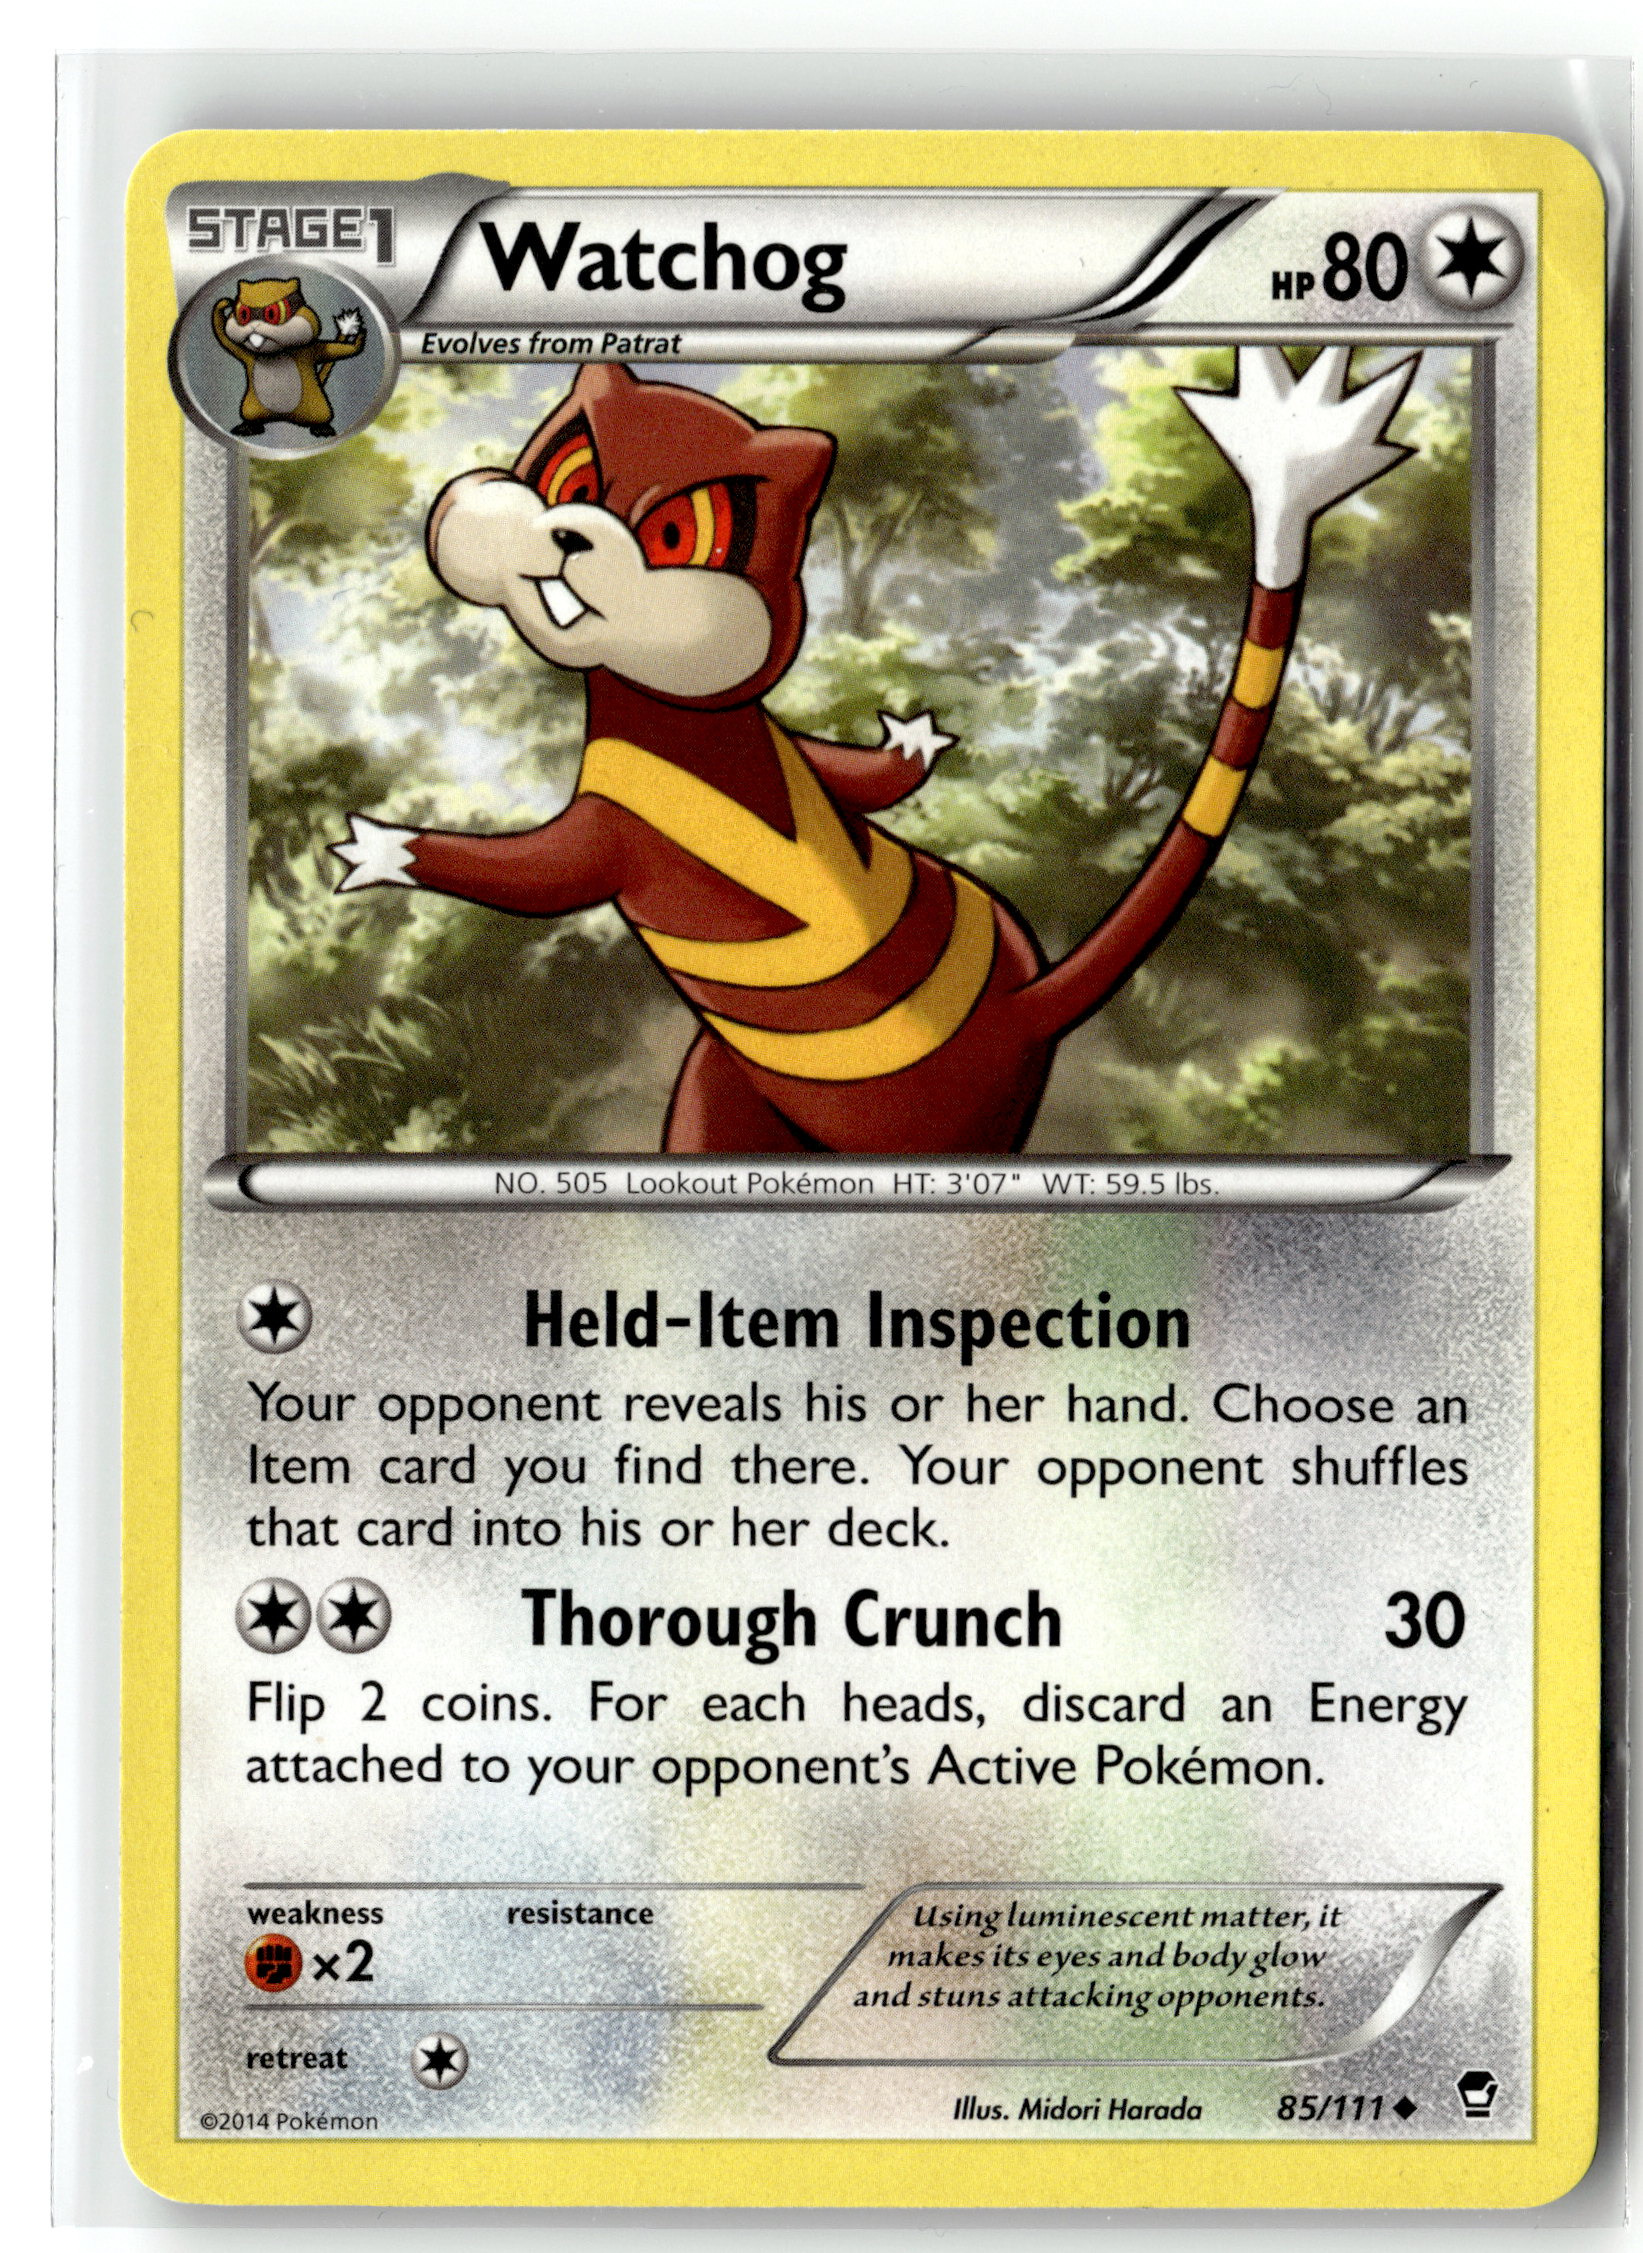 STAGE1
Watchog
HP 80
Evolves from Patrat
NO. 505 Lookout Pokémon HT: 3'07" WT: 59.5 lbs.
Held-Item Inspection
Your opponent reveals his or her hand. Choose an
Item card you find there. Your opponent shuffles
that card into his or her deck.
Thorough Crunch 30
Flip 2 coins. For each heads, discard an Energy
attached to your opponent's Active Pokémon.
weakness resistance
×2
Using luminescent matter, it
makes its eyes and body glow
and stuns attacking opponents.
retreat
Illus. Midori Harada 85/111
©2014 Pokémon